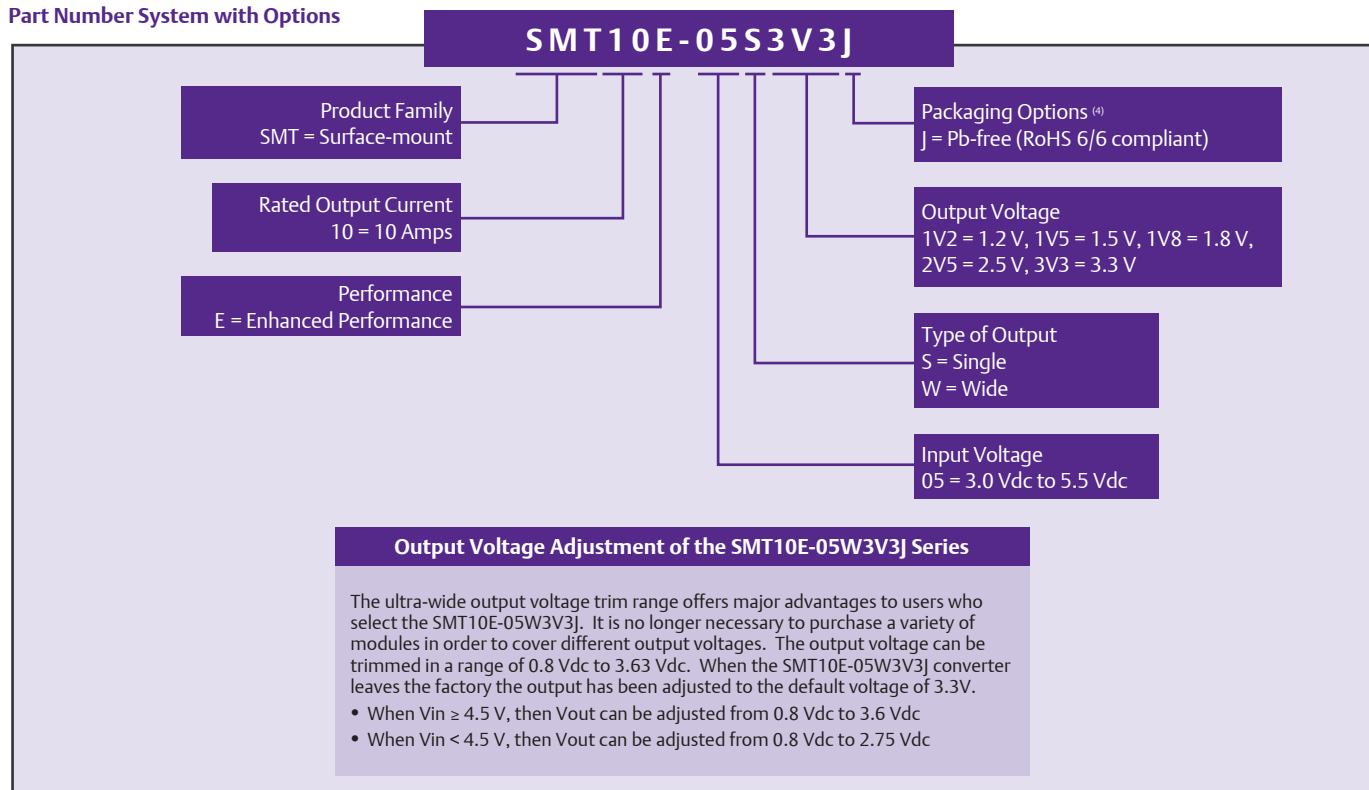 Part Number System with Options
SMT10E-05S3V3J
Product Family
SMT = Surface-mount
Rated Output Current
10 = 10 Amps
Performance
E = Enhanced Performance
Packaging Options (4)
J = Pb-free (RoHS 6/6 compliant)
Output Voltage
1V2 = 1.2 V, 1V5 = 1.5 V, 1V8 = 1.8 V,
2V5 = 2.5 V, 3V3 = 3.3 V
Type of Output
S = Single
W = Wide
Input Voltage
05 = 3.0 Vdc to 5.5 Vdc
Output Voltage Adjustment of the SMT10E-05W3V3J Series
The ultra-wide output voltage trim range offers major advantages to users who
select the SMT10E-05W3V3J. It is no longer necessary to purchase a variety of
modules in order to cover different output voltages. The output voltage can be
trimmed in a range of 0.8 Vdc to 3.63 Vdc. When the SMT10E-05W3V3J converter
leaves the factory the output has been adjusted to the default voltage of 3.3V.
• When Vin ≥ 4.5 V, then Vout can be adjusted from 0.8 Vdc to 3.6 Vdc
• When Vin < 4.5 V, then Vout can be adjusted from 0.8 Vdc to 2.75 Vdc